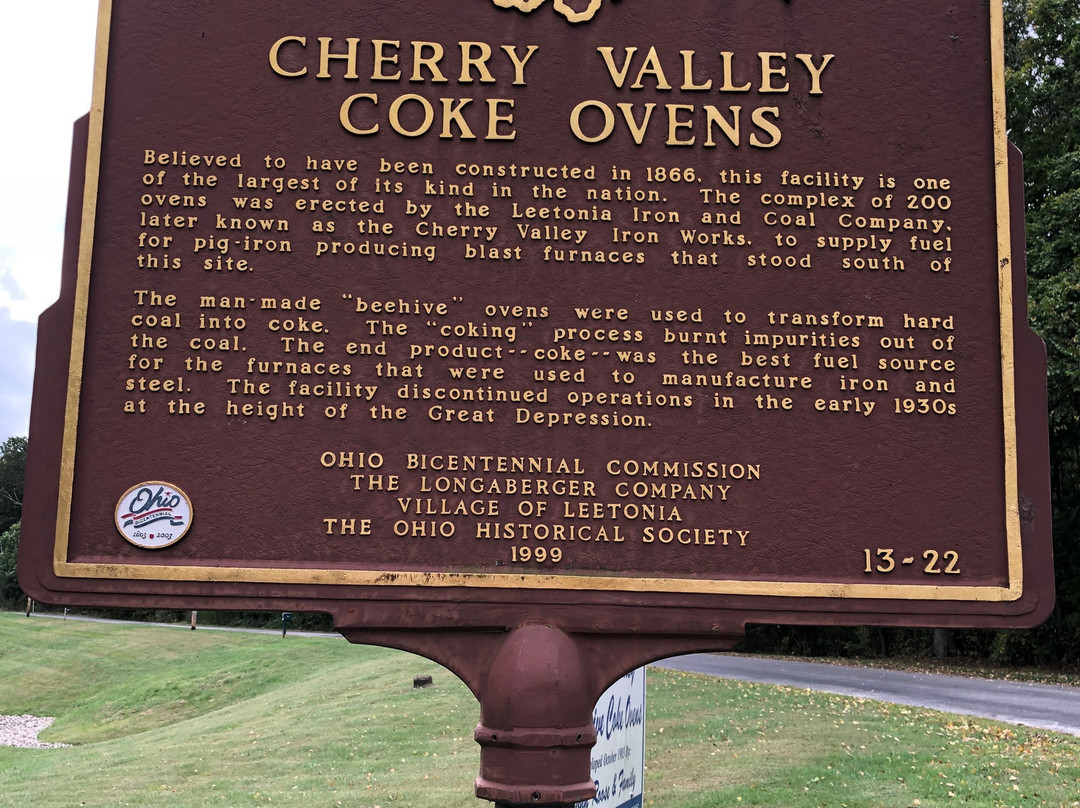 CHERRY VALLEY
COKE OVENS
Believed to have been constructed in 1866, this facility is one
of the largest of its kind in the nation. The complex of 200
ovens was erected by the Leetonia Iron and Coal Company,
later known as the Cherry Valley Iron Works, to supply fuel
for pig-iron producing blast furnaces that stood south of
this site.
The man-made "beehive" ovens were used to transform hard
coal into coke. The "coking" process burnt impurities out of
the coal. The end product--coke--was the best fuel source
for the furnaces that were used to manufacture iron and
steel. The facility discontinued operations in the early 1930s
at the height of the Great Depression.
OHIO BICENTENNIAL COMMISSION
THE LONGABERGER COMPANY
VILLAGE OF LEETONIA
THE OHIO HISTORICAL SOCIETY
1999
13-22
Ohio
BICENTENNIAL
1803 2003
Coke Ovens
October
& Family